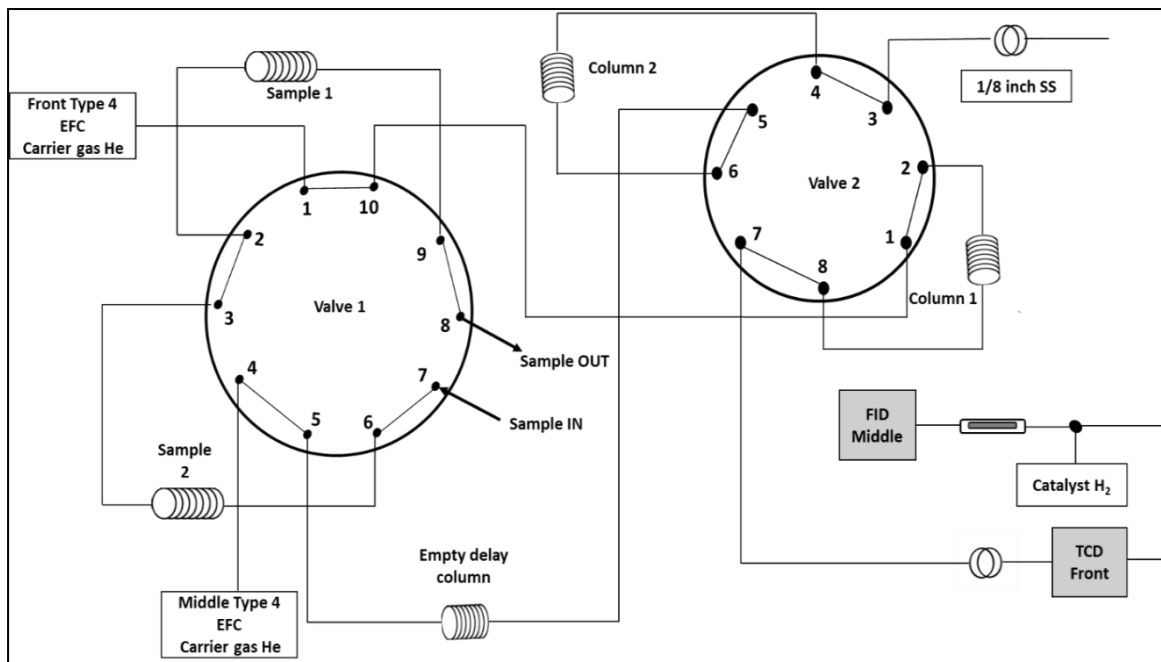 Sample 1
Front Type 4
EFC
Carrier gas He
1
10
2
9
3
Valve 1
8
4
7
5
6
Sample OUT
Sample IN
Sample
2
Middle Type 4
EFC
Carrier gas He
Empty delay
column
Column 2
4
3
5
2
6
Valve 2
7
1
8
Column 1
1/8 inch SS
FID
Middle
Catalyst H₂
TCD
Front